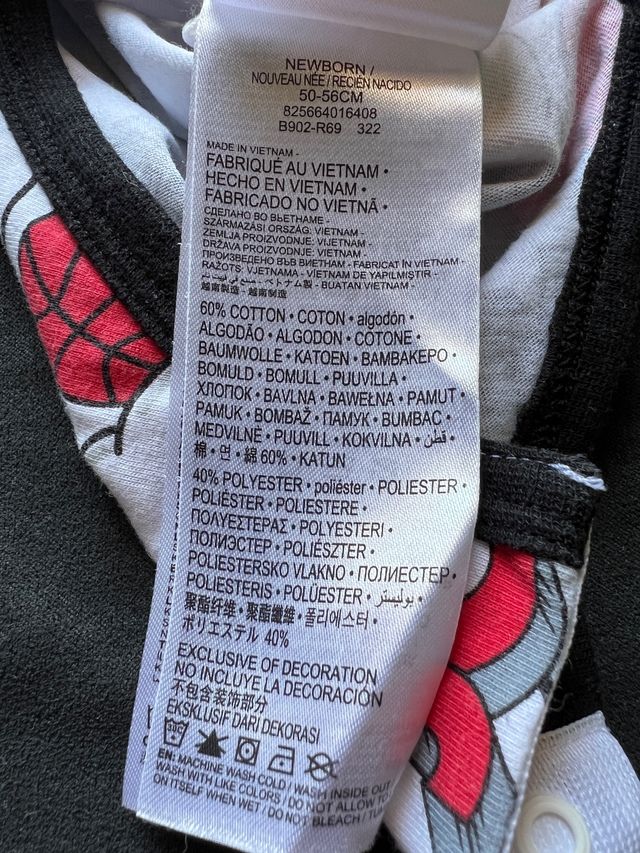 NEWBORN /
NOUVEAU NÉE / RECIÉN NACIDO
50-56CM
825664016408
B902-R69 322
MADE IN VIETNAM -
FABRIQUÉ AU VIETNAM •
HECHO EN VIETNAM •
FABRICADO NO VIETNÃ •
СДЕЛАНО ВО ВЬЕТНАМЕ -
SZÁRMAZÁSI ORSZÁG: VIETNAM -
ZEMLJA PROIZVODNJE: VIJETNAM -
DRŽAVA PROIZVODNJE: VIETNAM -
ПРОИЗВЕДЕНО ВЪВ ВИЕТНАМ - FABRICAT ÎN VIETNAM -
RAŽOTS: VJETNAMA - VİETNAM DE YAPILMIŞTIR -
ベトナム製 - BUATAN VIETNAM -
越南製造 - 越南制造
60% COTTON • COTON • algodón •
ALGODÃO • ALGODON • COTONE •
BAUMWOLLE • KATOEN • ΒΑΜΒΑΚΕΡΟ •
BOMULD • BOMULL • PUUVILLA •
ХЛОПОК • BAVLNA • BAWEŁNA • PAMUT •
PAMUK • BOMBAŽ • ПАМУК • BUMBAC •
MEDVILNĖ • PUUVILL • KOKVILNA • قطن •
棉 • 면 • 綿 60% • KATUN
40% POLYESTER • poliéster • POLIESTER •
POLIÉSTER • POLIESTERE •
ΠΟΛΥΕΣΤΕΡΑΣ • POLYESTERI •
ПОЛИЭСТЕР • POLIÉSZTER •
POLIESTERSKO VLAKNO • ПОЛИЕСТЕР •
POLIESTERIS • POLÜESTER • بوليستر •
聚酯纤维 • 聚酯纖維 • 폴리에스터 •
ポリエステル 40%
EXCLUSIVE OF DECORATION
NO INCLUYE LA DECORACIÓN
不包含装饰部分
EKSKLUSIF DARI DEKORASI
30C
EN: MACHINE WASH COLD / WASH INSIDE OUT
WASH WITH LIKE COLORS / DO NOT ALLOW TO
ON ITSELF WHEN WET / DO NOT BLEACH /